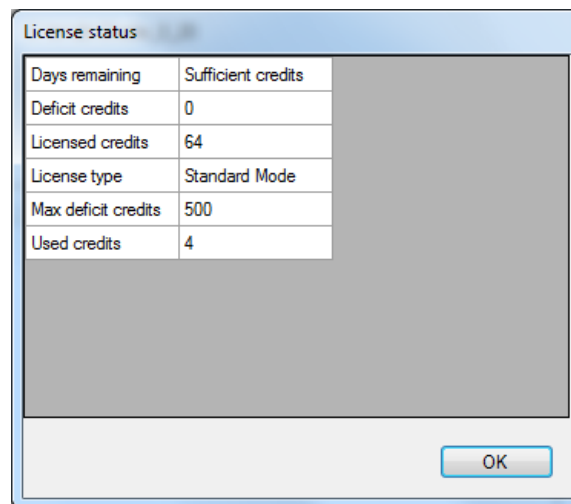 License status
Days remaining Sufficient credits
Deficit credits 0
Licensed credits 64
License type Standard Mode
Max deficit credits 500
Used credits 4
OK